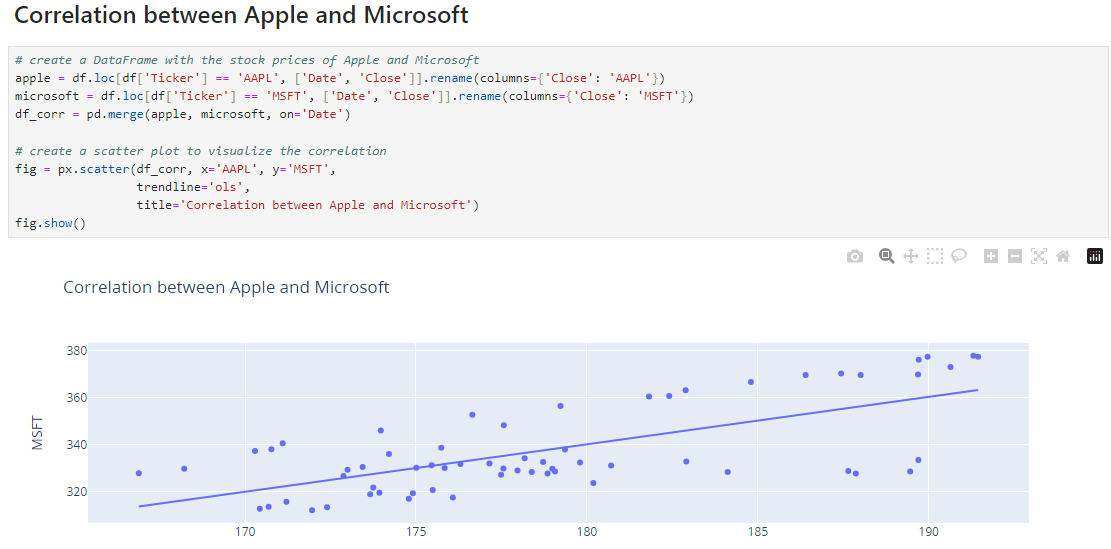 Correlation between Apple and Microsoft
# create a DataFrame with the stock prices of Apple and Microsoft
apple = df.loc[df['Ticker'] == 'AAPL', ['Date', 'Close']].rename(columns={'Close': 'AAPL'})
microsoft = df.loc[df['Ticker'] == 'MSFT', ['Date', 'Close']].rename(columns={'Close': 'MSFT'})
df_corr = pd.merge(apple, microsoft, on='Date')
# create a scatter plot to visualize the correlation
fig = px.scatter(df_corr, x='AAPL', y='MSFT',
trendline='ols',
title='Correlation between Apple and Microsoft')
fig.show()
Correlation between Apple and Microsoft
380
360
MSFT
340
320
170 175 180 185 190